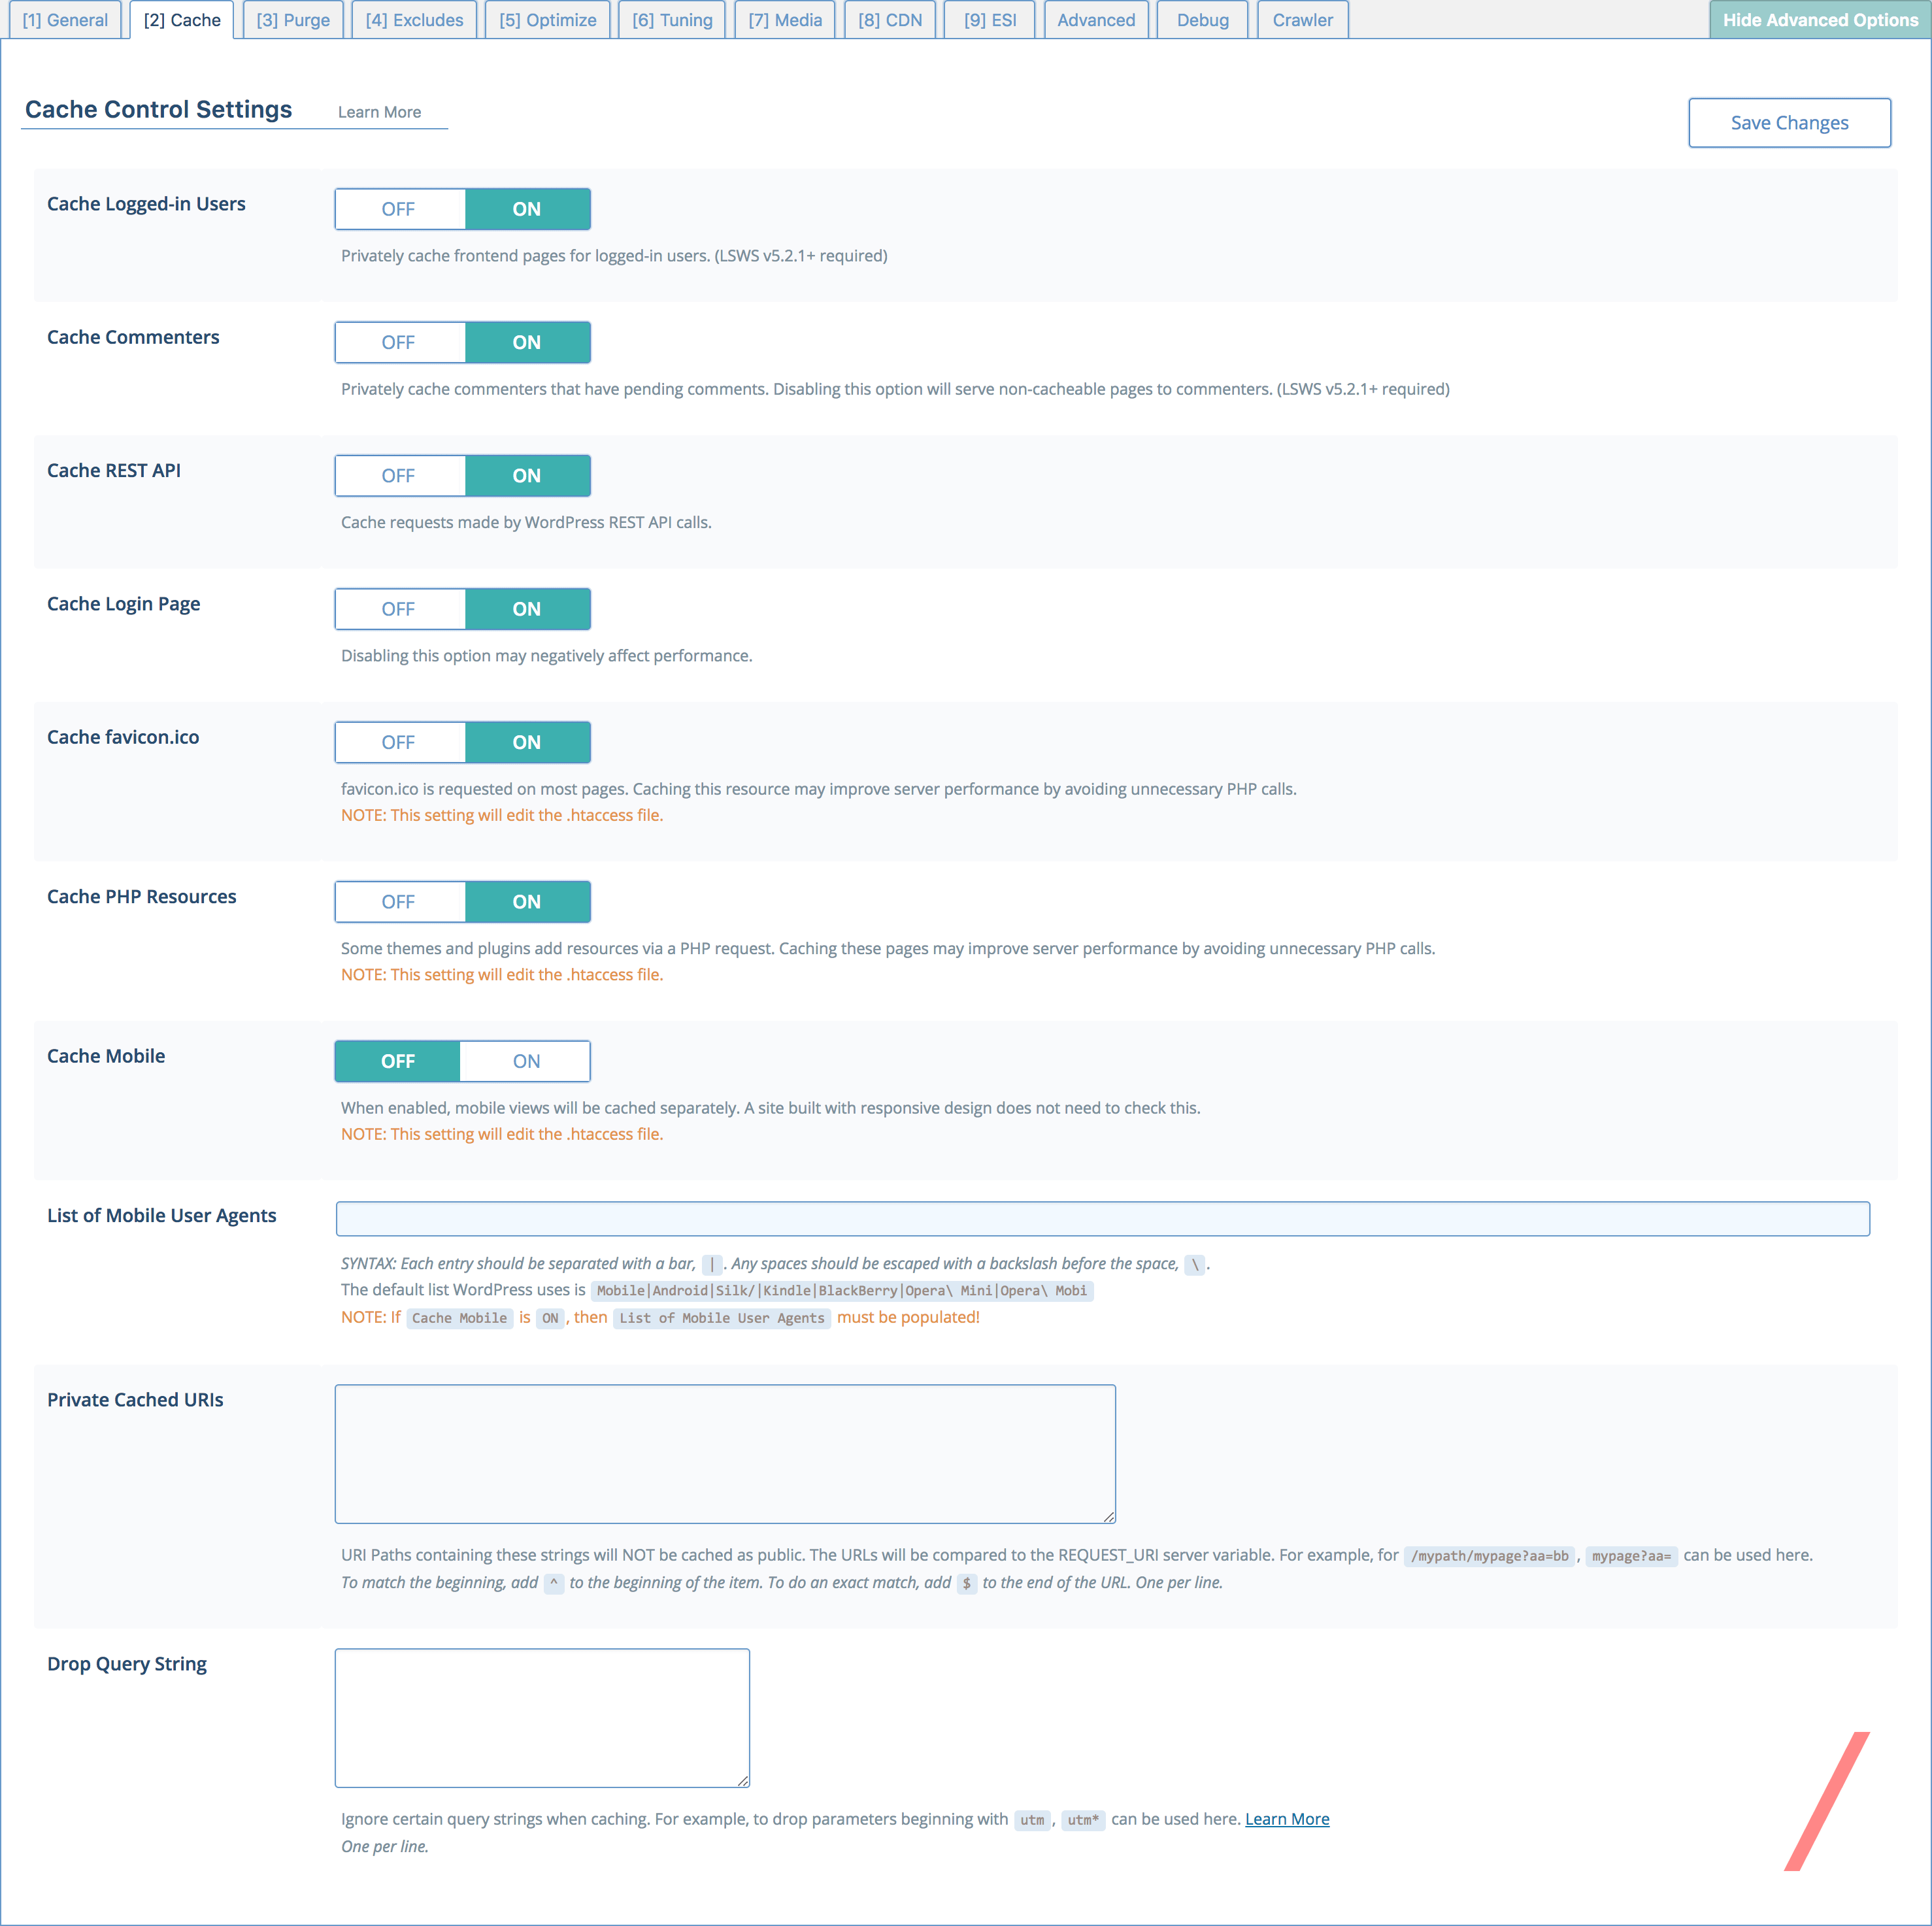 [1] General
[2] Cache
[3] Purge
[4] Excludes
[5] Optimize
[6] Tuning
[7] Media
[8] CDN
[9] ESI
Advanced
Debug
Crawler
Hide Advanced Options
Cache Control Settings
Learn More
Save Changes
Cache Logged-in Users
OFF
ON
Privately cache frontend pages for logged-in users. (LSWS v5.2.1+ required)
Cache Commenters
OFF
ON
Privately cache commenters that have pending comments. Disabling this option will serve non-cacheable pages to commenters. (LSWS v5.2.1+ required)
Cache REST API
OFF
ON
Cache requests made by WordPress REST API calls.
Cache Login Page
OFF
ON
Disabling this option may negatively affect performance.
Cache favicon.ico
OFF
ON
favicon.ico is requested on most pages. Caching this resource may improve server performance by avoiding unnecessary PHP calls.
NOTE: This setting will edit the .htaccess file.
Cache PHP Resources
OFF
ON
Some themes and plugins add resources via a PHP request. Caching these pages may improve server performance by avoiding unnecessary PHP calls.
NOTE: This setting will edit the .htaccess file.
Cache Mobile
OFF
ON
When enabled, mobile views will be cached separately. A site built with responsive design does not need to check this.
NOTE: This setting will edit the .htaccess file.
List of Mobile User Agents
SYNTAX: Each entry should be separated with a bar, | . Any spaces should be escaped with a backslash before the space, \ .
The default list WordPress uses is Mobile|Android|Silk/|Kindle|BlackBerry|Opera\ Mini|Opera\ Mobi
NOTE: If Cache Mobile is ON , then List of Mobile User Agents must be populated!
Private Cached URIs
URI Paths containing these strings will NOT be cached as public. The URLs will be compared to the REQUEST_URI server variable. For example, for /mypath/mypage?aa=bb , mypage?aa= can be used here.
To match the beginning, add ^ to the beginning of the item. To do an exact match, add $ to the end of the URL. One per line.
Drop Query String
Ignore certain query strings when caching. For example, to drop parameters beginning with utm , utm* can be used here. Learn More
One per line.